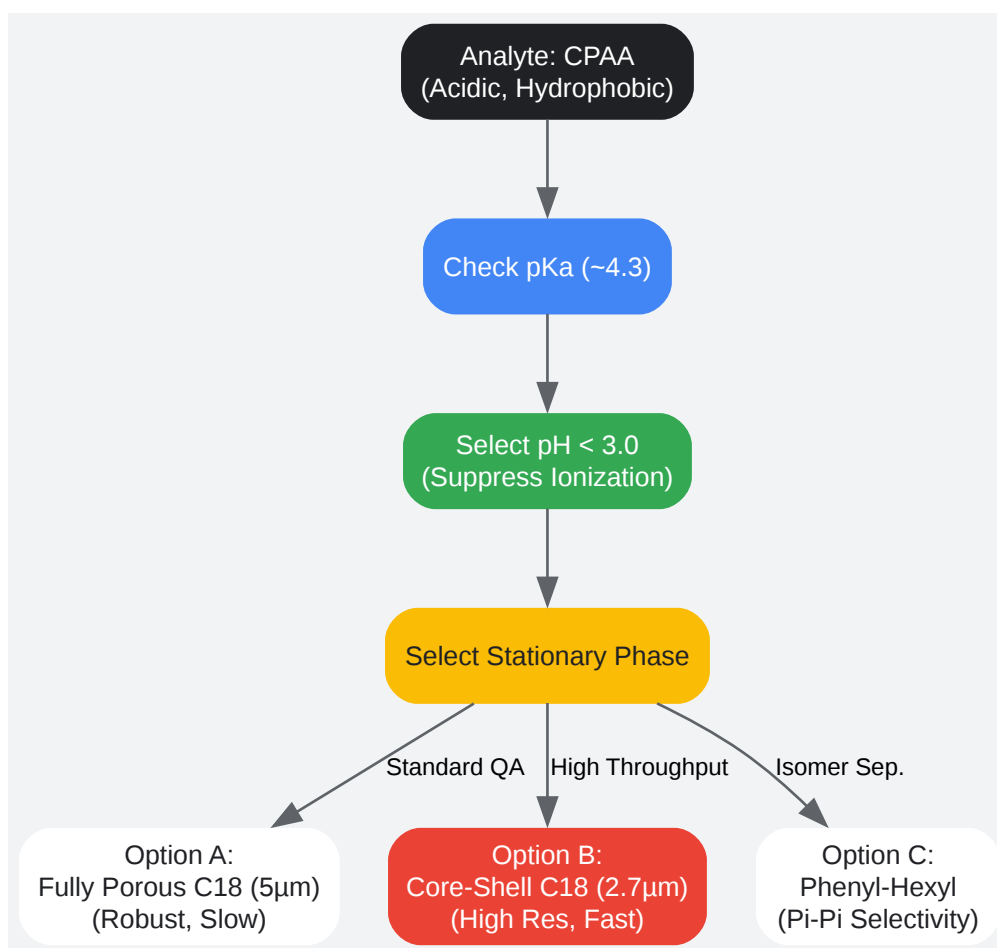 Analyte: CPAA
(Acidic, Hydrophobic)
Check pKa (~4.3)
Select pH < 3.0
(Suppress Ionization)
Select Stationary Phase
Standard QA
High Throughput
Isomer Sep.
Option A:
Fully Porous C18 (5µm)
(Robust, Slow)
Option B:
Core-Shell C18 (2.7µm)
(High Res, Fast)
Option C:
Phenyl-Hexyl
(Pi-Pi Selectivity)